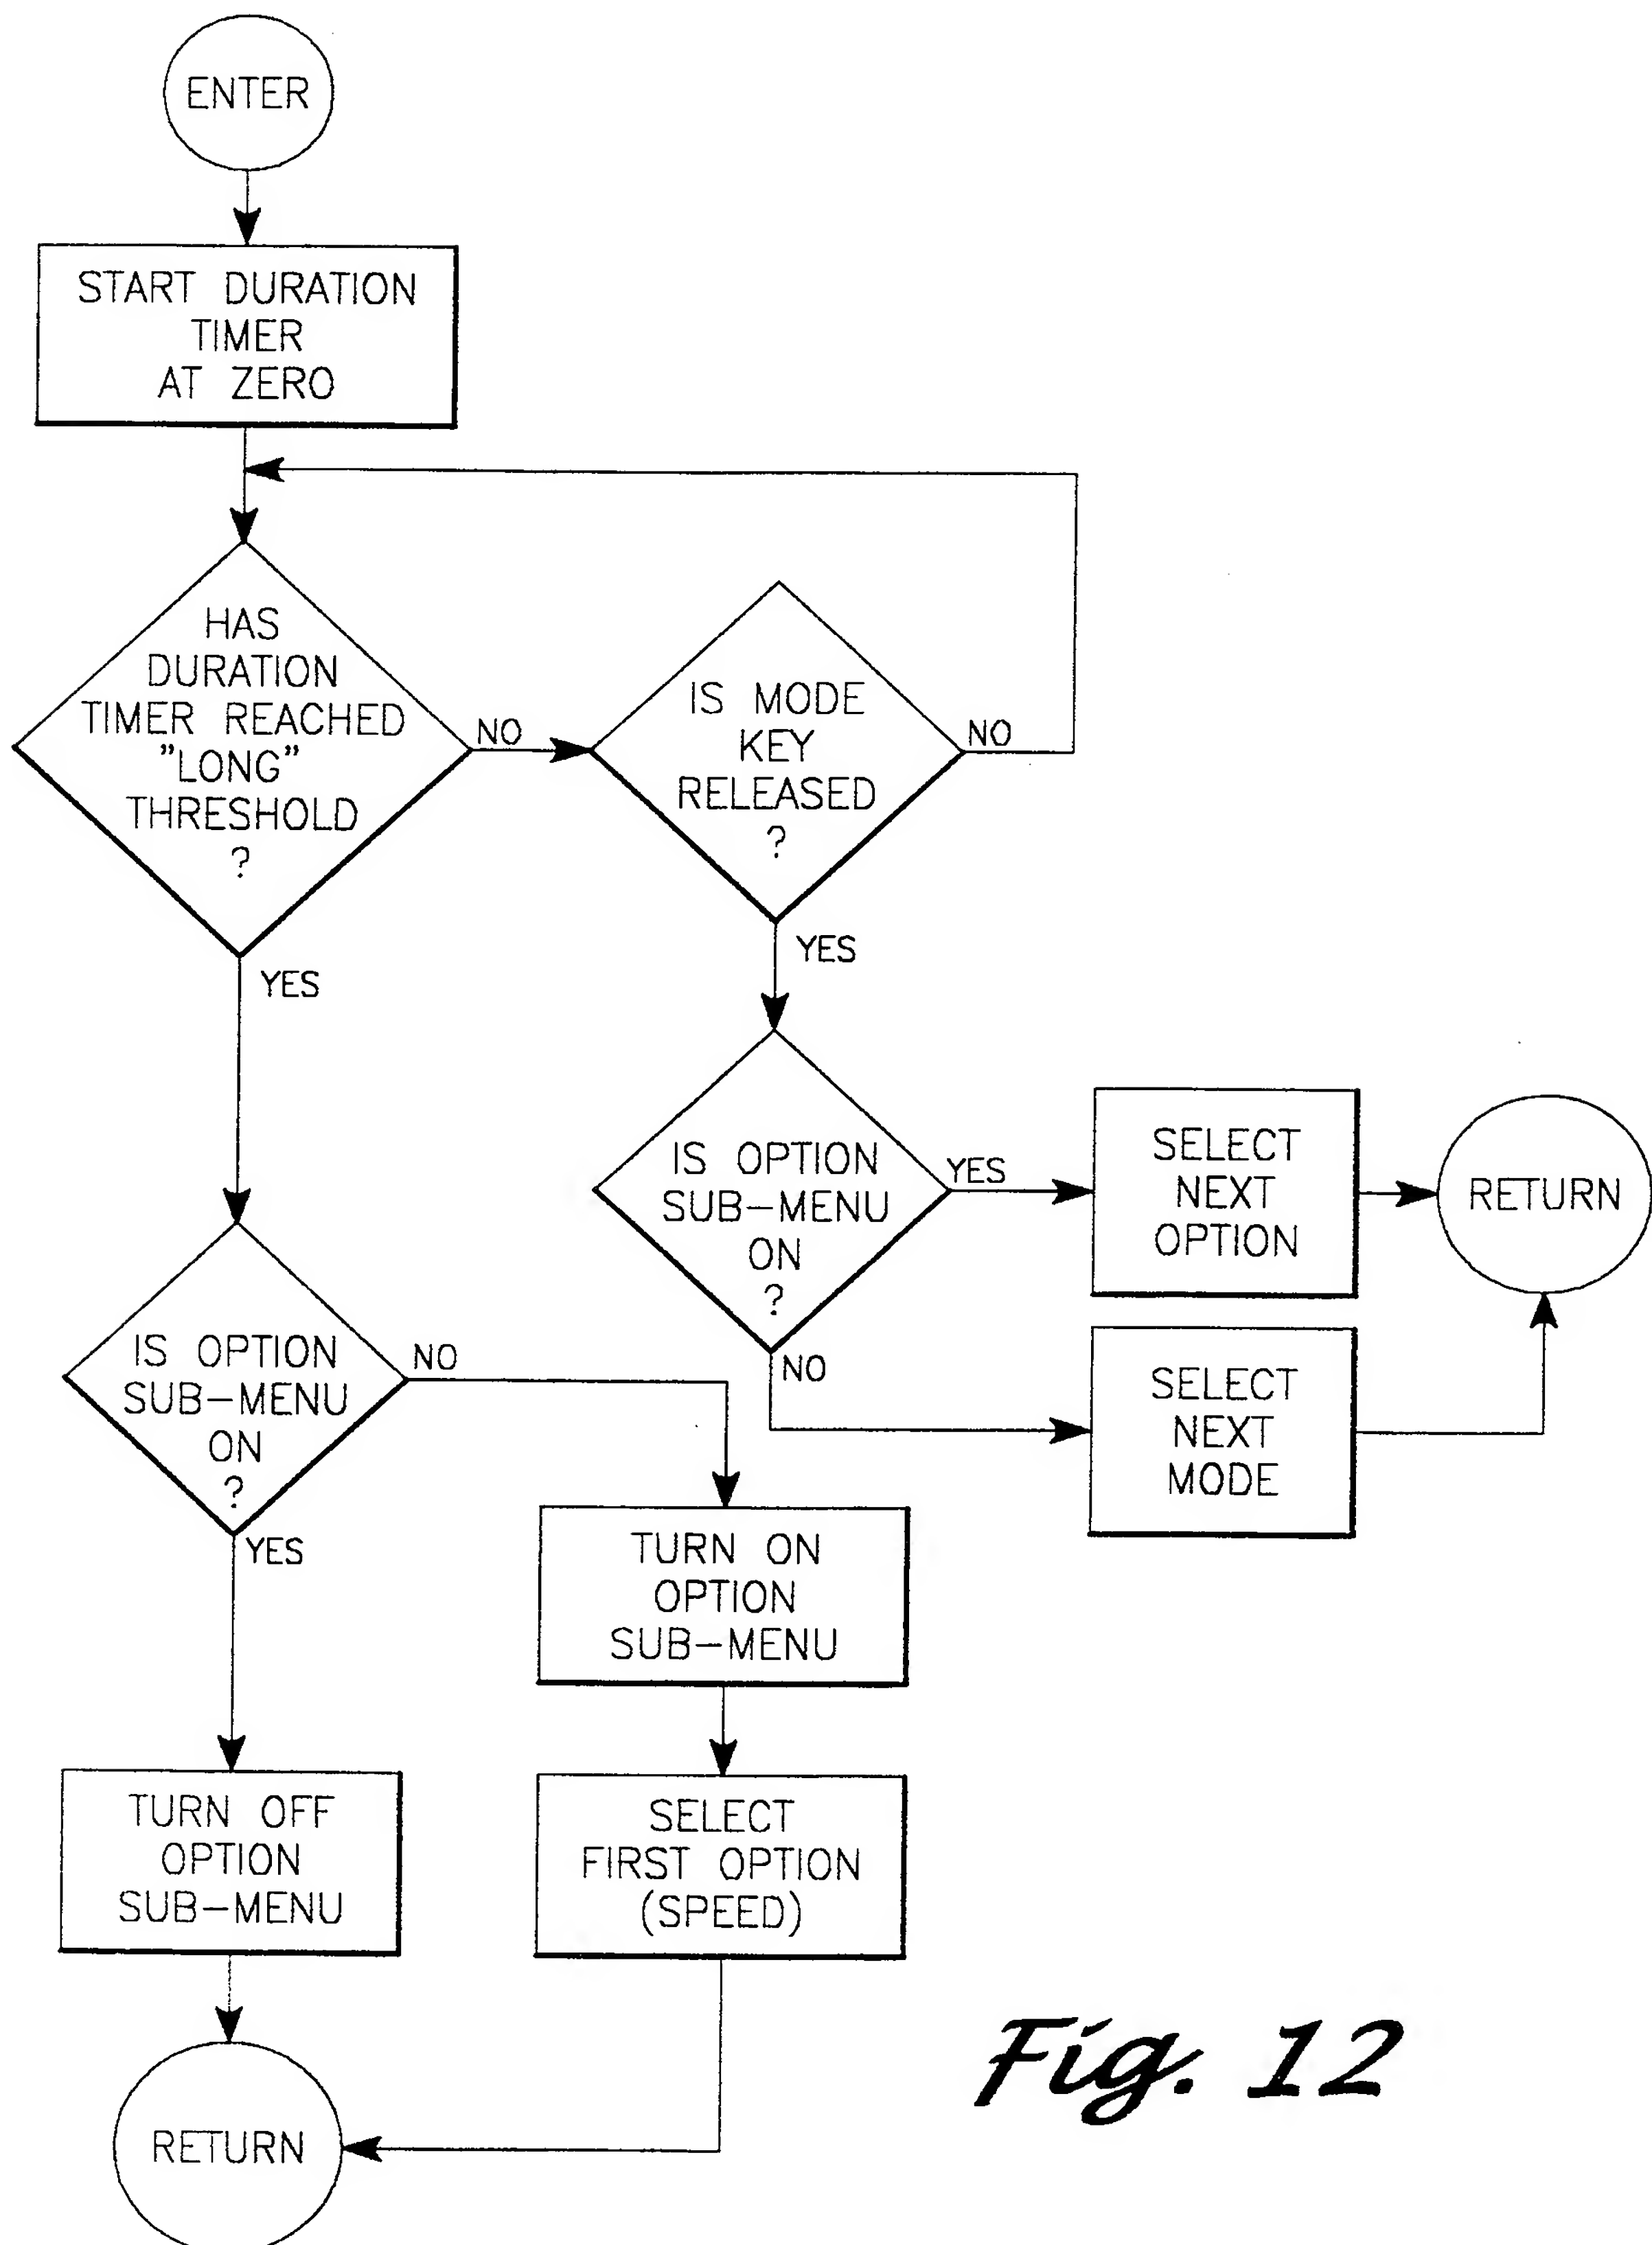 ENTER
START DURATION
TIMER
AT ZERO
HAS
DURATION
TIMER REACHED
"LONG"
THRESHOLD
?
NO
YES
IS MODE
KEY
RELEASED
?
NO
YES
IS OPTION
SUB-MENU
ON
?
YES
NO
SELECT
NEXT
OPTION
RETURN
SELECT
NEXT
MODE
IS OPTION
SUB-MENU
ON
?
NO
YES
TURN ON
OPTION
SUB-MENU
SELECT
FIRST OPTION
(SPEED)
TURN OFF
OPTION
SUB-MENU
RETURN
Fig. 12